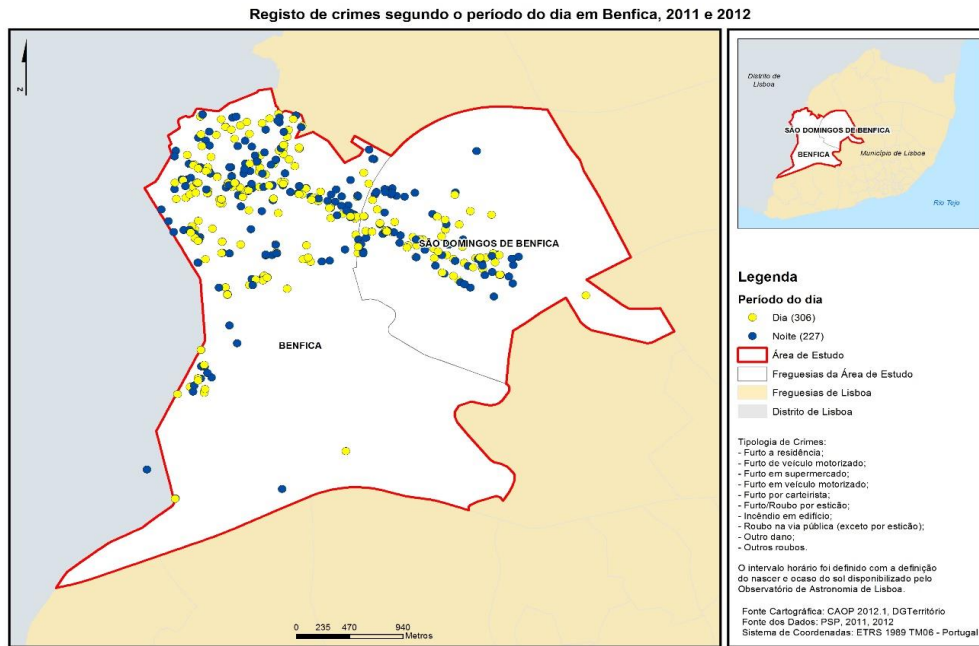 Registo de crimes segundo o período do dia em Benfica, 2011 e 2012
N
SÃO DOMINGOS DE BENFICA
BENFICA
0 235 470 940
Metros
Distrito de
Lisboa
SÃO DOMINGOS DE BENFICA
BENFICA
Município de Lisboa
Rio Tejo
Legenda
Período do dia
Dia (306)
Noite (227)
Área de Estudo
Freguesias da Área de Estudo
Freguesias de Lisboa
Distrito de Lisboa
Tipologia de Crimes:
- Furto a residência;
- Furto de veículo motorizado;
- Furto em supermercado;
- Furto em veículo motorizado;
- Furto por carteirista;
- Furto/Roubo por esticão;
- Incêndio em edifício;
- Roubo na via pública (exceto por esticão);
- Outro dano;
- Outros roubos.
O intervalo horário foi definido com a definição
do nascer e ocaso do sol disponibilizado pelo
Observatório de Astronomia de Lisboa.
Fonte Cartográfica: CAOP 2012.1, DGTerritório
Fonte dos Dados: PSP, 2011, 2012
Sistema de Coordenadas: ETRS 1989 TM06 - Portugal